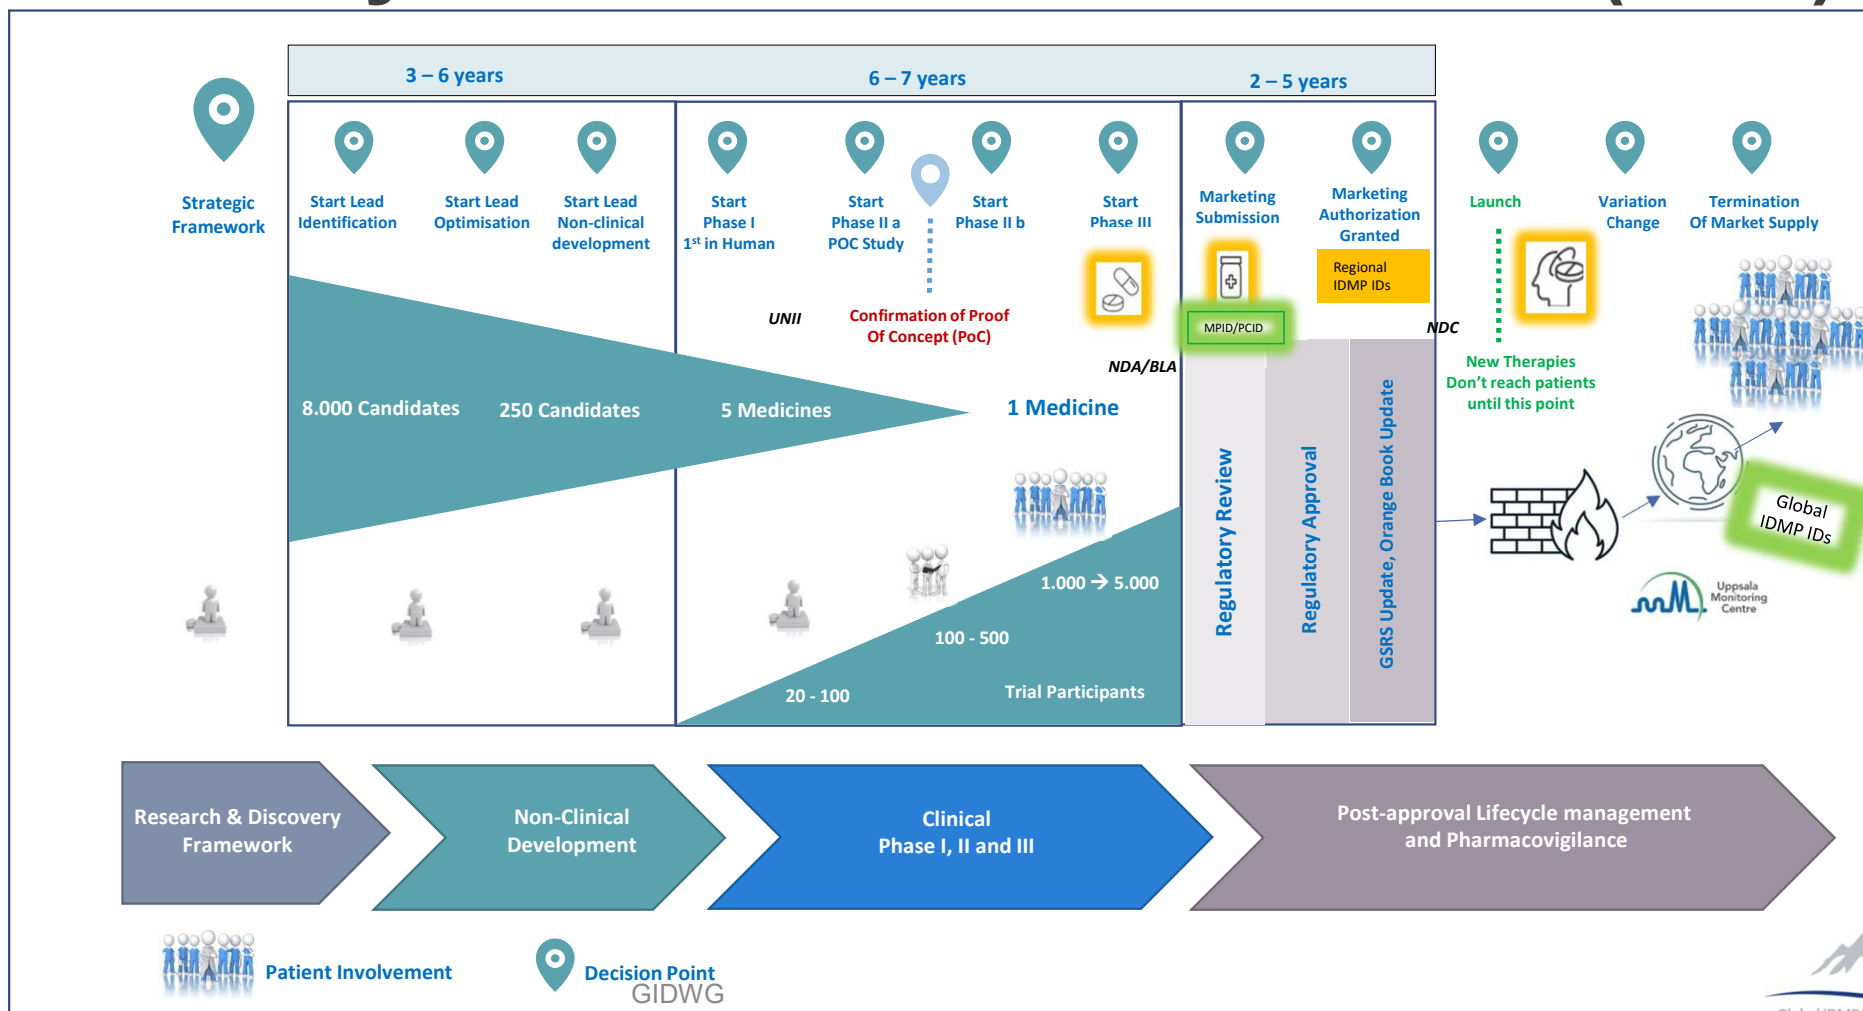 3 – 6 years
6 – 7 years
2 – 5 years
Strategic
Framework
Start Lead
Identification
Start Lead
Optimisation
Start Lead
Non-clinical
development
Start
Phase I
1st in Human
Start
Phase II a
POC Study
Start
Phase II b
Start
Phase III
Marketing
Submission
Marketing
Authorization
Granted
Launch
Variation
Change
Termination
Of Market Supply
Regional
IDMP IDs
UNII
Confirmation of Proof
Of Concept (PoC)
MPID/PCID
NDC
NDA/BLA
New Therapies
Don't reach patients
until this point
8.000 Candidates
250 Candidates
5 Medicines
1 Medicine
Regulatory Review
Regulatory Approval
GSRS Update, Orange Book Update
Global
IDMP IDs
Uppsala
Monitoring
Centre
1.000 → 5.000
100 - 500
20 - 100
Trial Participants
Research & Discovery
Framework
Non-Clinical
Development
Clinical
Phase I, II and III
Post-approval Lifecycle management
and Pharmacovigilance
Patient Involvement
Decision Point
GIDWG